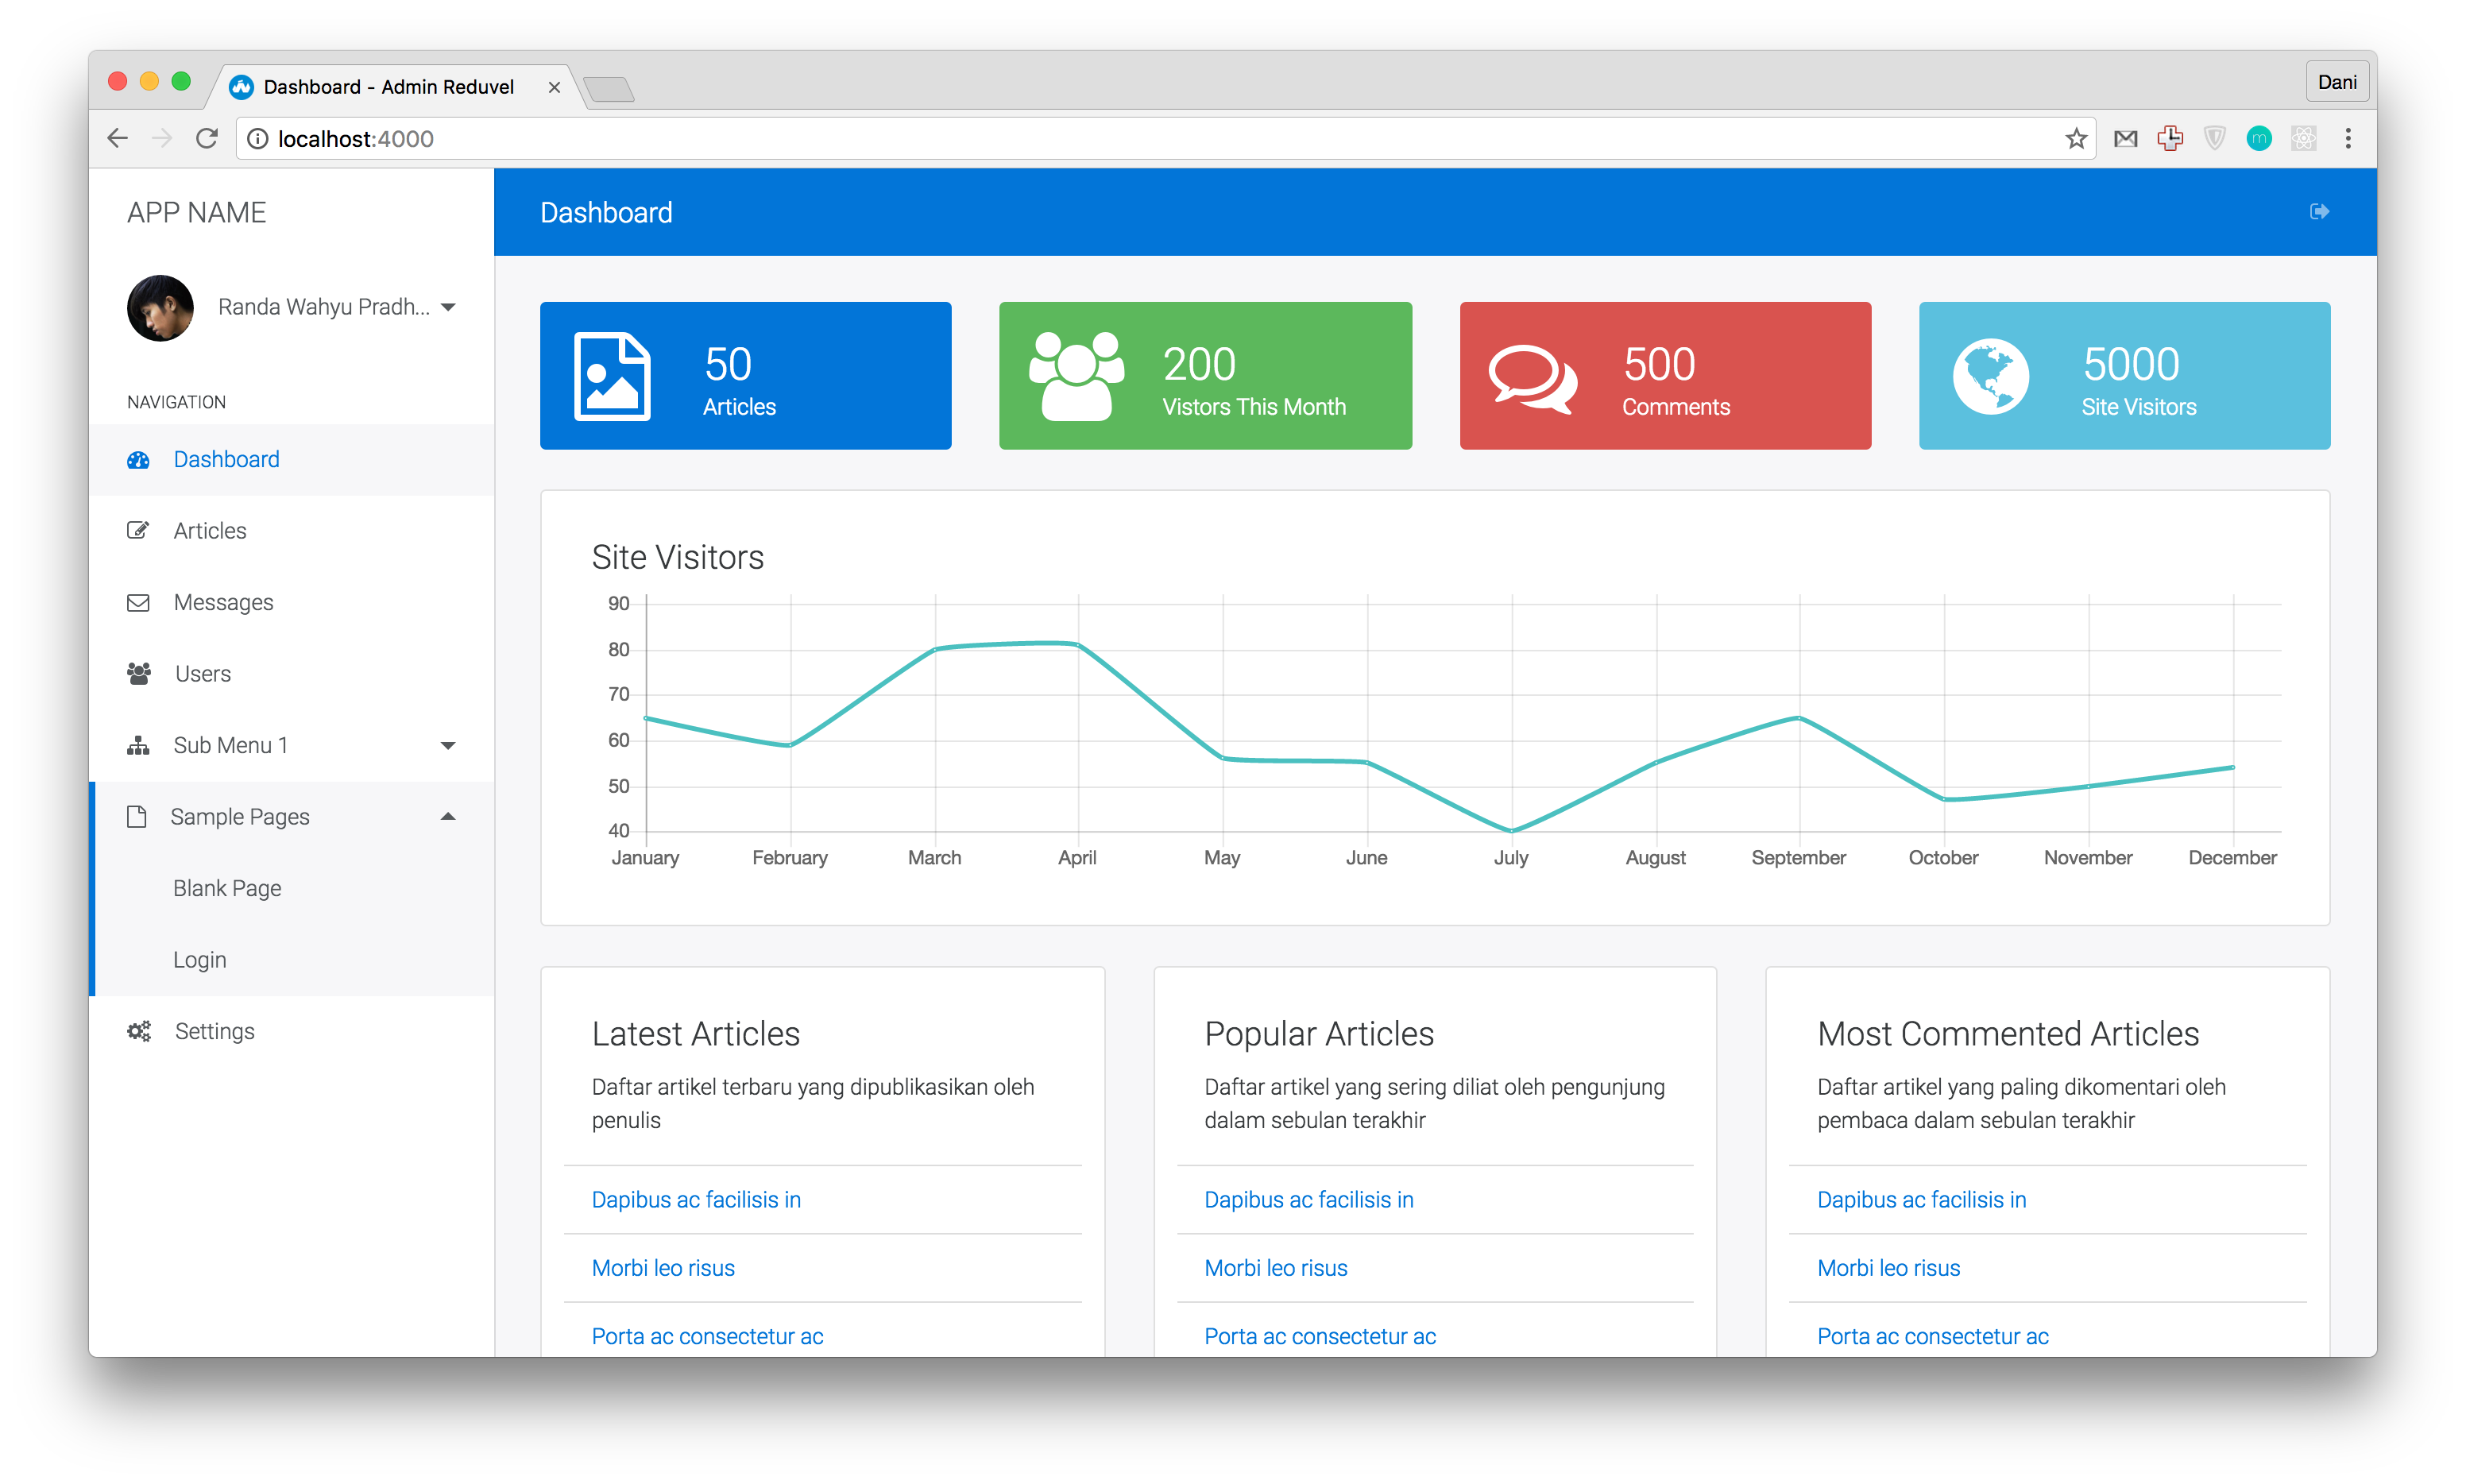 Dashboard - Admin Reduvel
Dani
localhost:4000
m
APP NAME
Randa Wahyu Pradh...
NAVIGATION
Dashboard
Articles
Messages
Users
Sub Menu 1
Sample Pages
Blank Page
Login
Settings
Dashboard
50
Articles
200
Vistors This Month
500
Comments
5000
Site Visitors
Site Visitors
90
80
70
60
50
40
January February March April May June July August September October November December
Latest Articles
Daftar artikel terbaru yang dipublikasikan oleh
penulis
Dapibus ac facilisis in
Morbi leo risus
Porta ac consectetur ac
Popular Articles
Daftar artikel yang sering diliat oleh pengunjung
dalam sebulan terakhir
Dapibus ac facilisis in
Morbi leo risus
Porta ac consectetur ac
Most Commented Articles
Daftar artikel yang paling dikomentari oleh
pembaca dalam sebulan terakhir
Dapibus ac facilisis in
Morbi leo risus
Porta ac consectetur ac